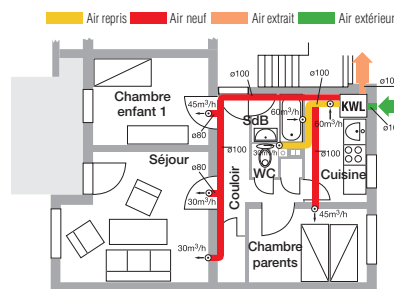 Air repris Air neuf Air extrait Air extérieur
ø100
ø100 ø100
KWL
Chambre
enfant 1
45m³/h
60m³/h
60m³/h
SdB
ø80
Séjour
ø100
30m³/h
ø100
ø80
WC
Cuisine
Couloir
30m³/h
45m³/h
Chambre
parents
30m³/h